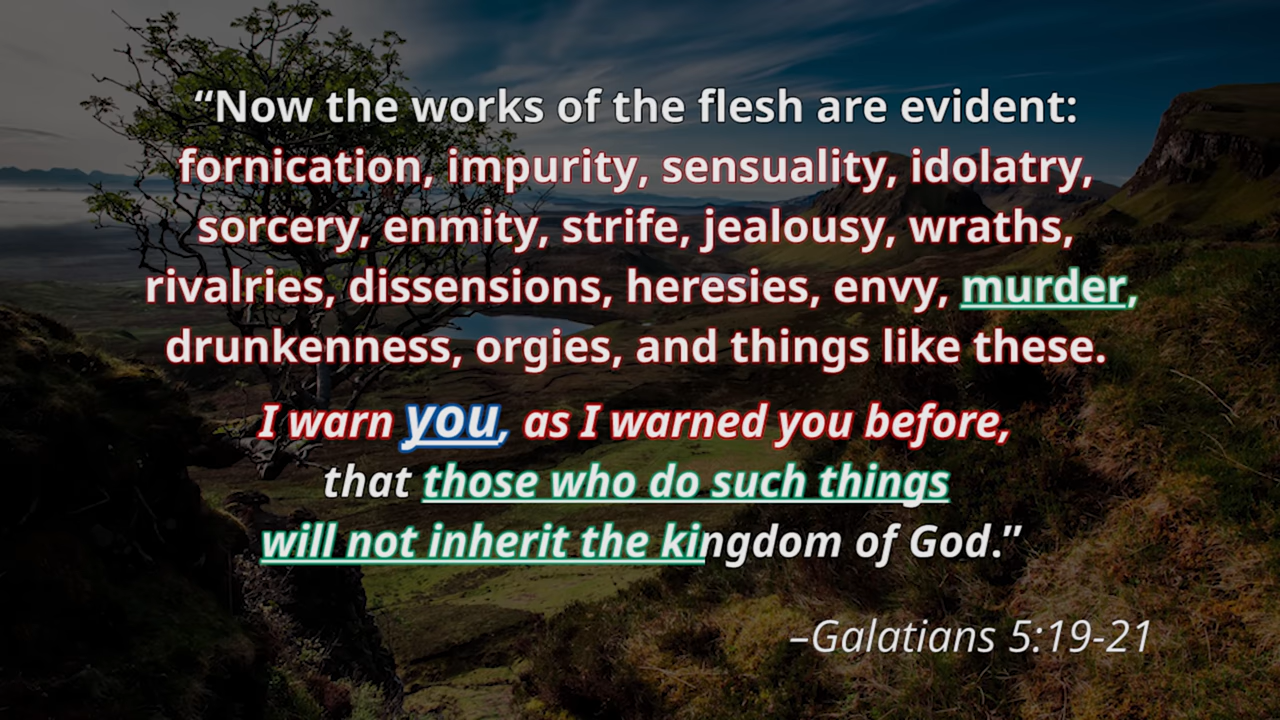 “Now the works of the flesh are evident:
fornication, impurity, sensuality, idolatry,
sorcery, enmity, strife, jealousy, wraths,
rivalries, dissensions, heresies, envy, murder,
drunkenness, orgies, and things like these.
I warn you, as I warned you before,
that those who do such things
will not inherit the kingdom of God.”
–Galatians 5:19-21